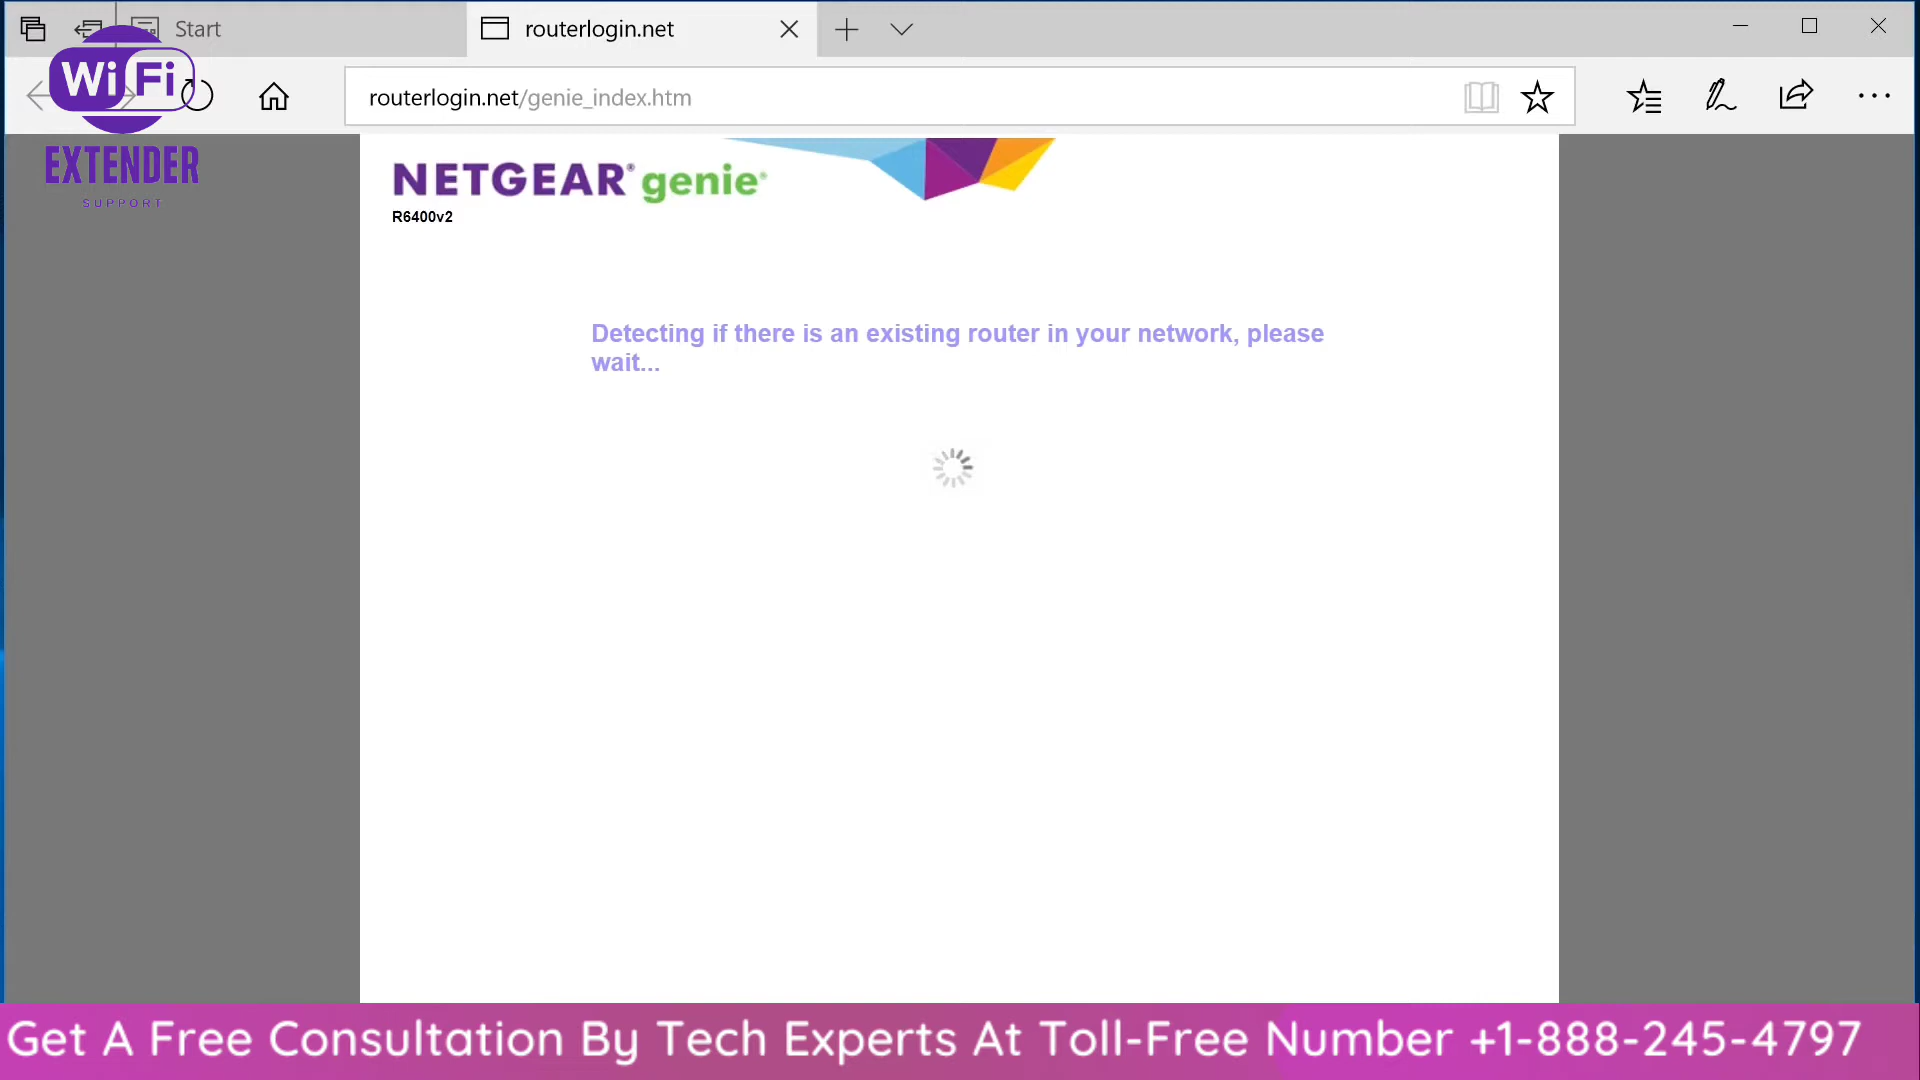 Start
routerlogin.net
WiFi
routerlogin.net/genie_index.htm
EXTENDER
SUPPORT
NETGEAR® genie®
R6400v2
Detecting if there is an existing router in your network, please
wait...
Get A Free Consultation By Tech Experts At Toll-Free Number +1-888-245-4797